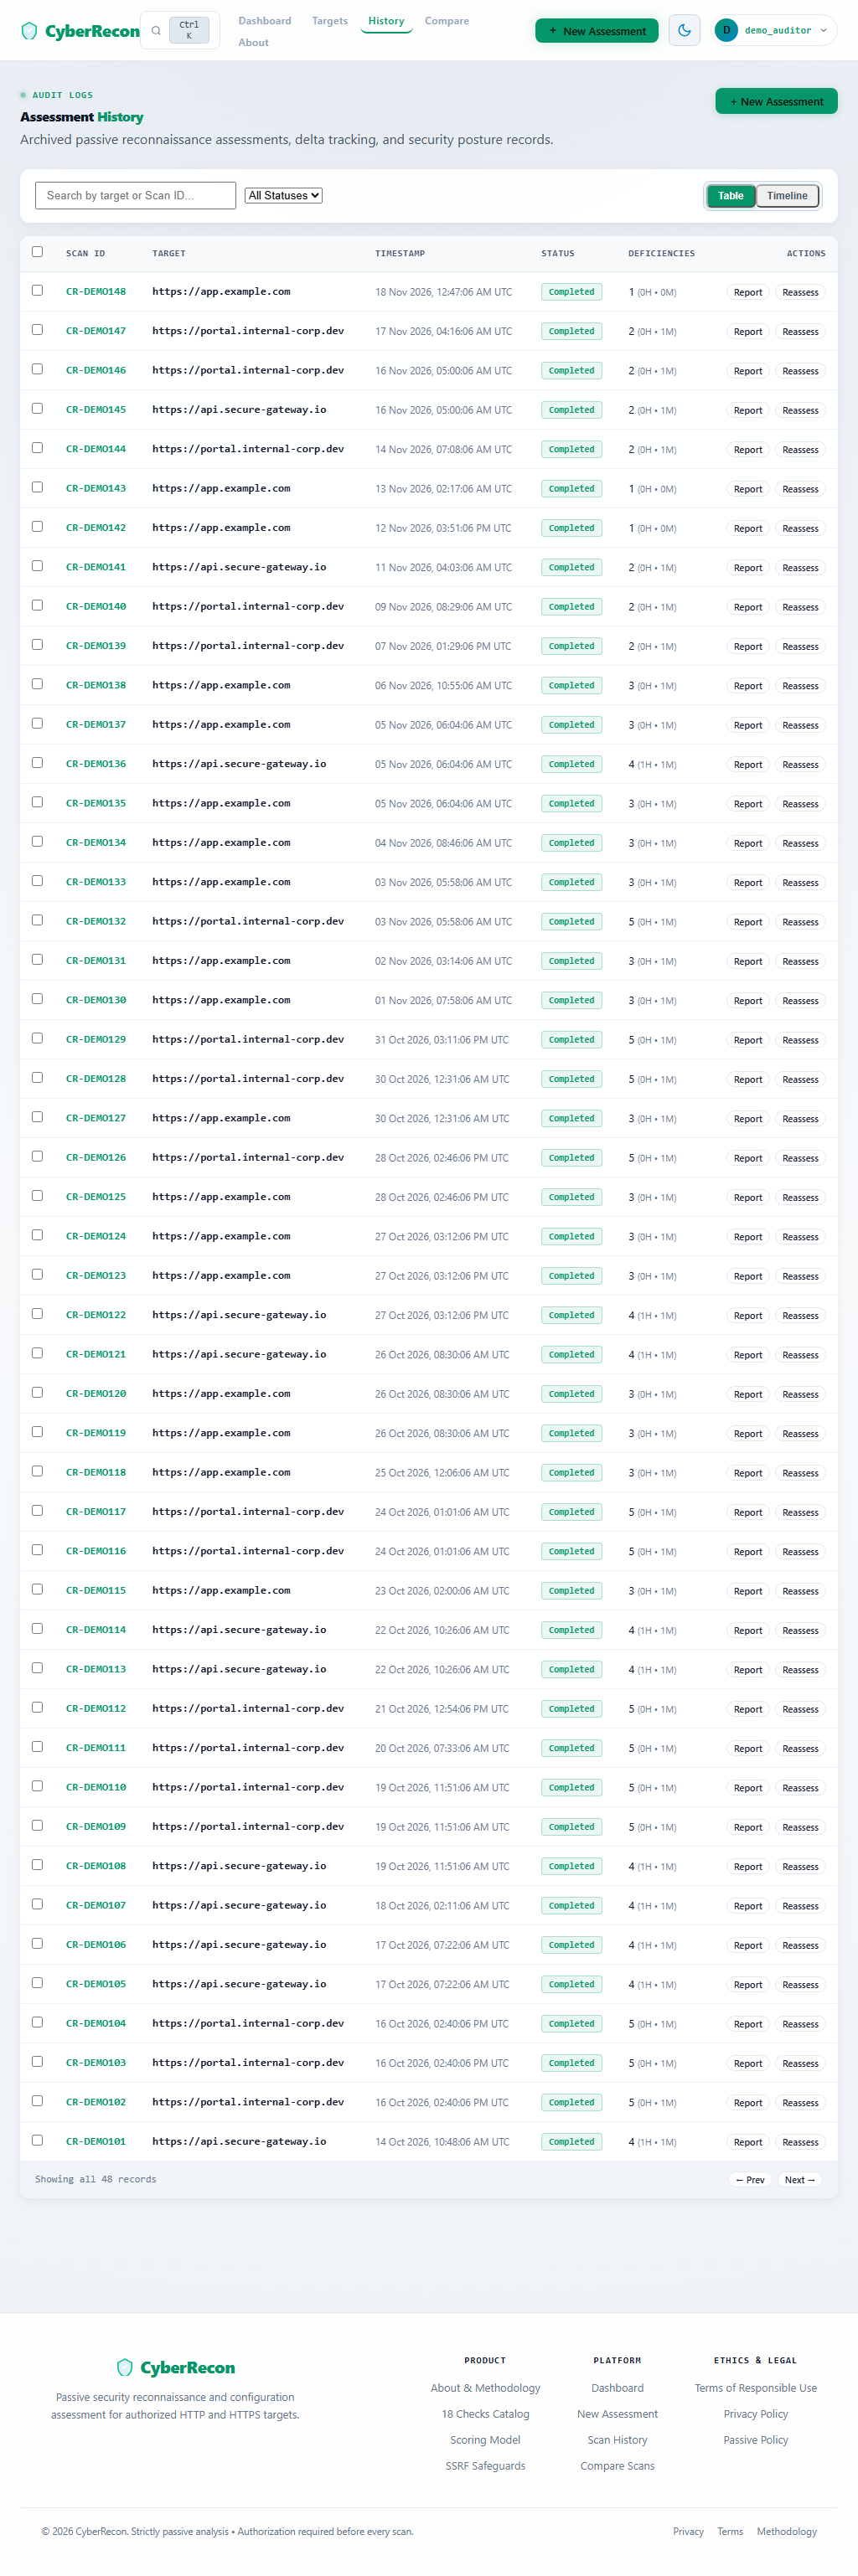 CyberRecon Ctrl K Dashboard Targets History Compare About + New Assessment D demo_auditor
AUDIT LOGS
Assessment History
+ New Assessment
Archived passive reconnaissance assessments, delta tracking, and security posture records.
Search by target or Scan ID... All Statuses Table Timeline
SCAN ID TARGET TIMESTAMP STATUS DEFICIENCIES ACTIONS
CR-DEMO148 https://app.example.com 18 Nov 2026, 12:47:06 AM UTC Completed 1 (0H • 0M) Report Reassess
CR-DEMO147 https://portal.internal-corp.dev 17 Nov 2026, 04:16:06 AM UTC Completed 2 (0H • 1M) Report Reassess
CR-DEMO146 https://portal.internal-corp.dev 16 Nov 2026, 05:00:06 AM UTC Completed 2 (0H • 1M) Report Reassess
CR-DEMO145 https://api.secure-gateway.io 16 Nov 2026, 05:00:06 AM UTC Completed 2 (0H • 1M) Report Reassess
CR-DEMO144 https://portal.internal-corp.dev 14 Nov 2026, 07:08:06 AM UTC Completed 2 (0H • 1M) Report Reassess
CR-DEMO143 https://app.example.com 13 Nov 2026, 02:17:06 AM UTC Completed 1 (0H • 0M) Report Reassess
CR-DEMO142 https://app.example.com 12 Nov 2026, 03:51:06 PM UTC Completed 1 (0H • 0M) Report Reassess
CR-DEMO141 https://api.secure-gateway.io 11 Nov 2026, 04:03:06 AM UTC Completed 2 (0H • 1M) Report Reassess
CR-DEMO140 https://portal.internal-corp.dev 09 Nov 2026, 08:29:06 AM UTC Completed 2 (0H • 1M) Report Reassess
CR-DEMO139 https://portal.internal-corp.dev 07 Nov 2026, 01:29:06 PM UTC Completed 2 (0H • 1M) Report Reassess
CR-DEMO138 https://app.example.com 06 Nov 2026, 10:55:06 AM UTC Completed 3 (0H • 1M) Report Reassess
CR-DEMO137 https://app.example.com 05 Nov 2026, 06:04:06 AM UTC Completed 3 (0H • 1M) Report Reassess
CR-DEMO136 https://api.secure-gateway.io 05 Nov 2026, 06:04:06 AM UTC Completed 4 (1H • 1M) Report Reassess
CR-DEMO135 https://app.example.com 05 Nov 2026, 06:04:06 AM UTC Completed 3 (0H • 1M) Report Reassess
CR-DEMO134 https://app.example.com 04 Nov 2026, 08:46:06 AM UTC Completed 3 (0H • 1M) Report Reassess
CR-DEMO133 https://app.example.com 03 Nov 2026, 05:58:06 AM UTC Completed 3 (0H • 1M) Report Reassess
CR-DEMO132 https://portal.internal-corp.dev 03 Nov 2026, 05:58:06 AM UTC Completed 5 (0H • 1M) Report Reassess
CR-DEMO131 https://app.example.com 02 Nov 2026, 03:14:06 AM UTC Completed 3 (0H • 1M) Report Reassess
CR-DEMO130 https://app.example.com 01 Nov 2026, 07:58:06 AM UTC Completed 3 (0H • 1M) Report Reassess
CR-DEMO129 https://portal.internal-corp.dev 31 Oct 2026, 03:11:06 PM UTC Completed 5 (0H • 1M) Report Reassess
CR-DEMO128 https://portal.internal-corp.dev 30 Oct 2026, 12:31:06 AM UTC Completed 5 (0H • 1M) Report Reassess
CR-DEMO127 https://app.example.com 30 Oct 2026, 12:31:06 AM UTC Completed 3 (0H • 1M) Report Reassess
CR-DEMO126 https://portal.internal-corp.dev 28 Oct 2026, 02:46:06 PM UTC Completed 5 (0H • 1M) Report Reassess
CR-DEMO125 https://app.example.com 28 Oct 2026, 02:46:06 PM UTC Completed 3 (0H • 1M) Report Reassess
CR-DEMO124 https://app.example.com 27 Oct 2026, 03:12:06 PM UTC Completed 3 (0H • 1M) Report Reassess
CR-DEMO123 https://app.example.com 27 Oct 2026, 03:12:06 PM UTC Completed 3 (0H • 1M) Report Reassess
CR-DEMO122 https://api.secure-gateway.io 27 Oct 2026, 03:12:06 PM UTC Completed 4 (1H • 1M) Report Reassess
CR-DEMO121 https://api.secure-gateway.io 26 Oct 2026, 08:30:06 AM UTC Completed 4 (1H • 1M) Report Reassess
CR-DEMO120 https://app.example.com 26 Oct 2026, 08:30:06 AM UTC Completed 3 (0H • 1M) Report Reassess
CR-DEMO119 https://app.example.com 26 Oct 2026, 08:30:06 AM UTC Completed 3 (0H • 1M) Report Reassess
CR-DEMO118 https://app.example.com 25 Oct 2026, 12:06:06 AM UTC Completed 3 (0H • 1M) Report Reassess
CR-DEMO117 https://portal.internal-corp.dev 24 Oct 2026, 01:01:06 AM UTC Completed 5 (0H • 1M) Report Reassess
CR-DEMO116 https://portal.internal-corp.dev 24 Oct 2026, 01:01:06 AM UTC Completed 5 (0H • 1M) Report Reassess
CR-DEMO115 https://app.example.com 23 Oct 2026, 02:00:06 AM UTC Completed 3 (0H • 1M) Report Reassess
CR-DEMO114 https://api.secure-gateway.io 22 Oct 2026, 10:26:06 AM UTC Completed 4 (1H • 1M) Report Reassess
CR-DEMO113 https://api.secure-gateway.io 22 Oct 2026, 10:26:06 AM UTC Completed 4 (1H • 1M) Report Reassess
CR-DEMO112 https://portal.internal-corp.dev 21 Oct 2026, 12:54:06 PM UTC Completed 5 (0H • 1M) Report Reassess
CR-DEMO111 https://portal.internal-corp.dev 20 Oct 2026, 07:33:06 AM UTC Completed 5 (0H • 1M) Report Reassess
CR-DEMO110 https://portal.internal-corp.dev 19 Oct 2026, 11:51:06 AM UTC Completed 5 (0H • 1M) Report Reassess
CR-DEMO109 https://portal.internal-corp.dev 19 Oct 2026, 11:51:06 AM UTC Completed 5 (0H • 1M) Report Reassess
CR-DEMO108 https://api.secure-gateway.io 19 Oct 2026, 11:51:06 AM UTC Completed 4 (1H • 1M) Report Reassess
CR-DEMO107 https://api.secure-gateway.io 18 Oct 2026, 02:11:06 AM UTC Completed 4 (1H • 1M) Report Reassess
CR-DEMO106 https://api.secure-gateway.io 17 Oct 2026, 07:22:06 AM UTC Completed 4 (1H • 1M) Report Reassess
CR-DEMO105 https://api.secure-gateway.io 17 Oct 2026, 07:22:06 AM UTC Completed 4 (1H • 1M) Report Reassess
CR-DEMO104 https://portal.internal-corp.dev 16 Oct 2026, 02:40:06 PM UTC Completed 5 (0H • 1M) Report Reassess
CR-DEMO103 https://portal.internal-corp.dev 16 Oct 2026, 02:40:06 PM UTC Completed 5 (0H • 1M) Report Reassess
CR-DEMO102 https://portal.internal-corp.dev 16 Oct 2026, 02:40:06 PM UTC Completed 5 (0H • 1M) Report Reassess
CR-DEMO101 https://api.secure-gateway.io 14 Oct 2026, 10:48:06 AM UTC Completed 4 (1H • 1M) Report Reassess
Showing all 48 records ← Prev Next →
CyberRecon
Passive security reconnaissance and configuration
assessment for authorized HTTP and HTTPS targets.
PRODUCT
About & Methodology
18 Checks Catalog
Scoring Model
SSRF Safeguards
PLATFORM
Dashboard
New Assessment
Scan History
Compare Scans
ETHICS & LEGAL
Terms of Responsible Use
Privacy Policy
Passive Policy
© 2026 CyberRecon. Strictly passive analysis • Authorization required before every scan.
Privacy Terms Methodology